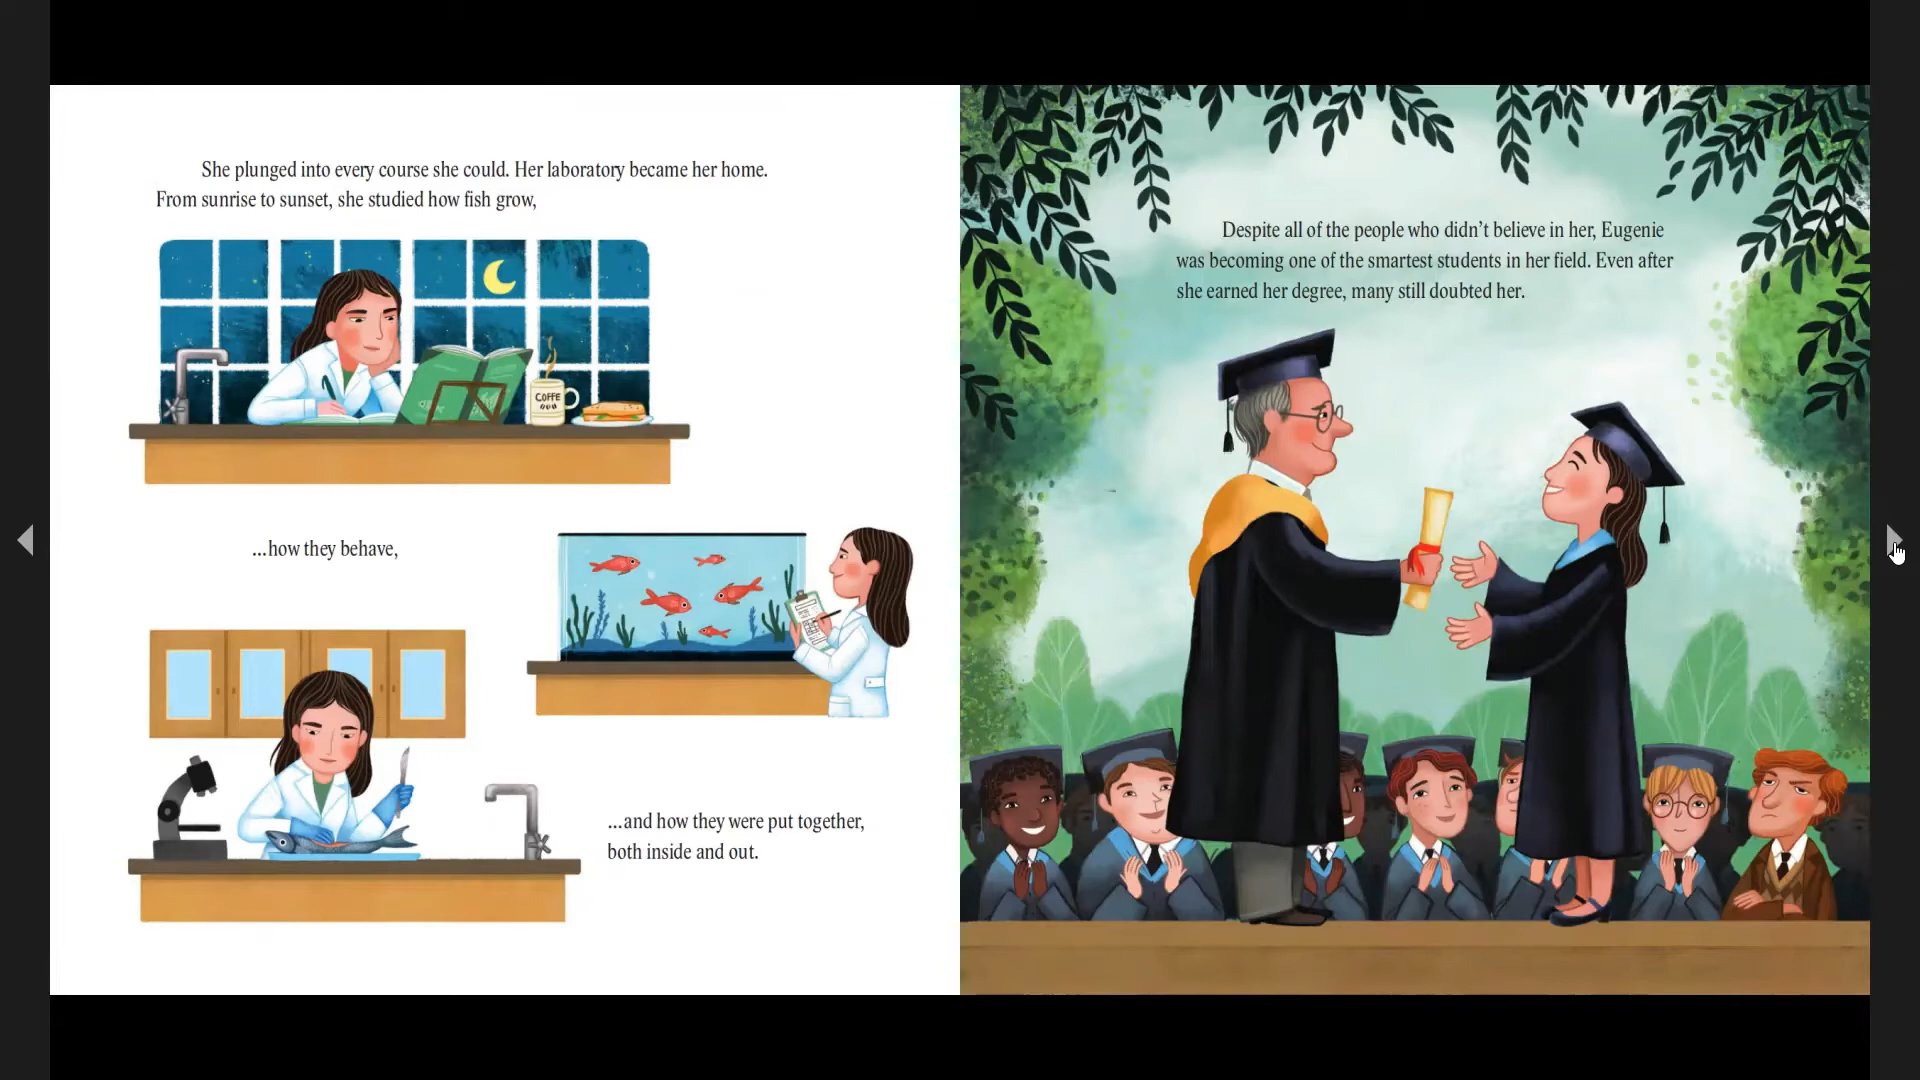 She plunged into every course she could. Her laboratory became her home.
From sunrise to sunset, she studied how fish grow,
COFFE
...how they behave,
...and how they were put together,
both inside and out.
Despite all of the people who didn’t believe in her, Eugenie
was becoming one of the smartest students in her field. Even after
she earned her degree, many still doubted her.